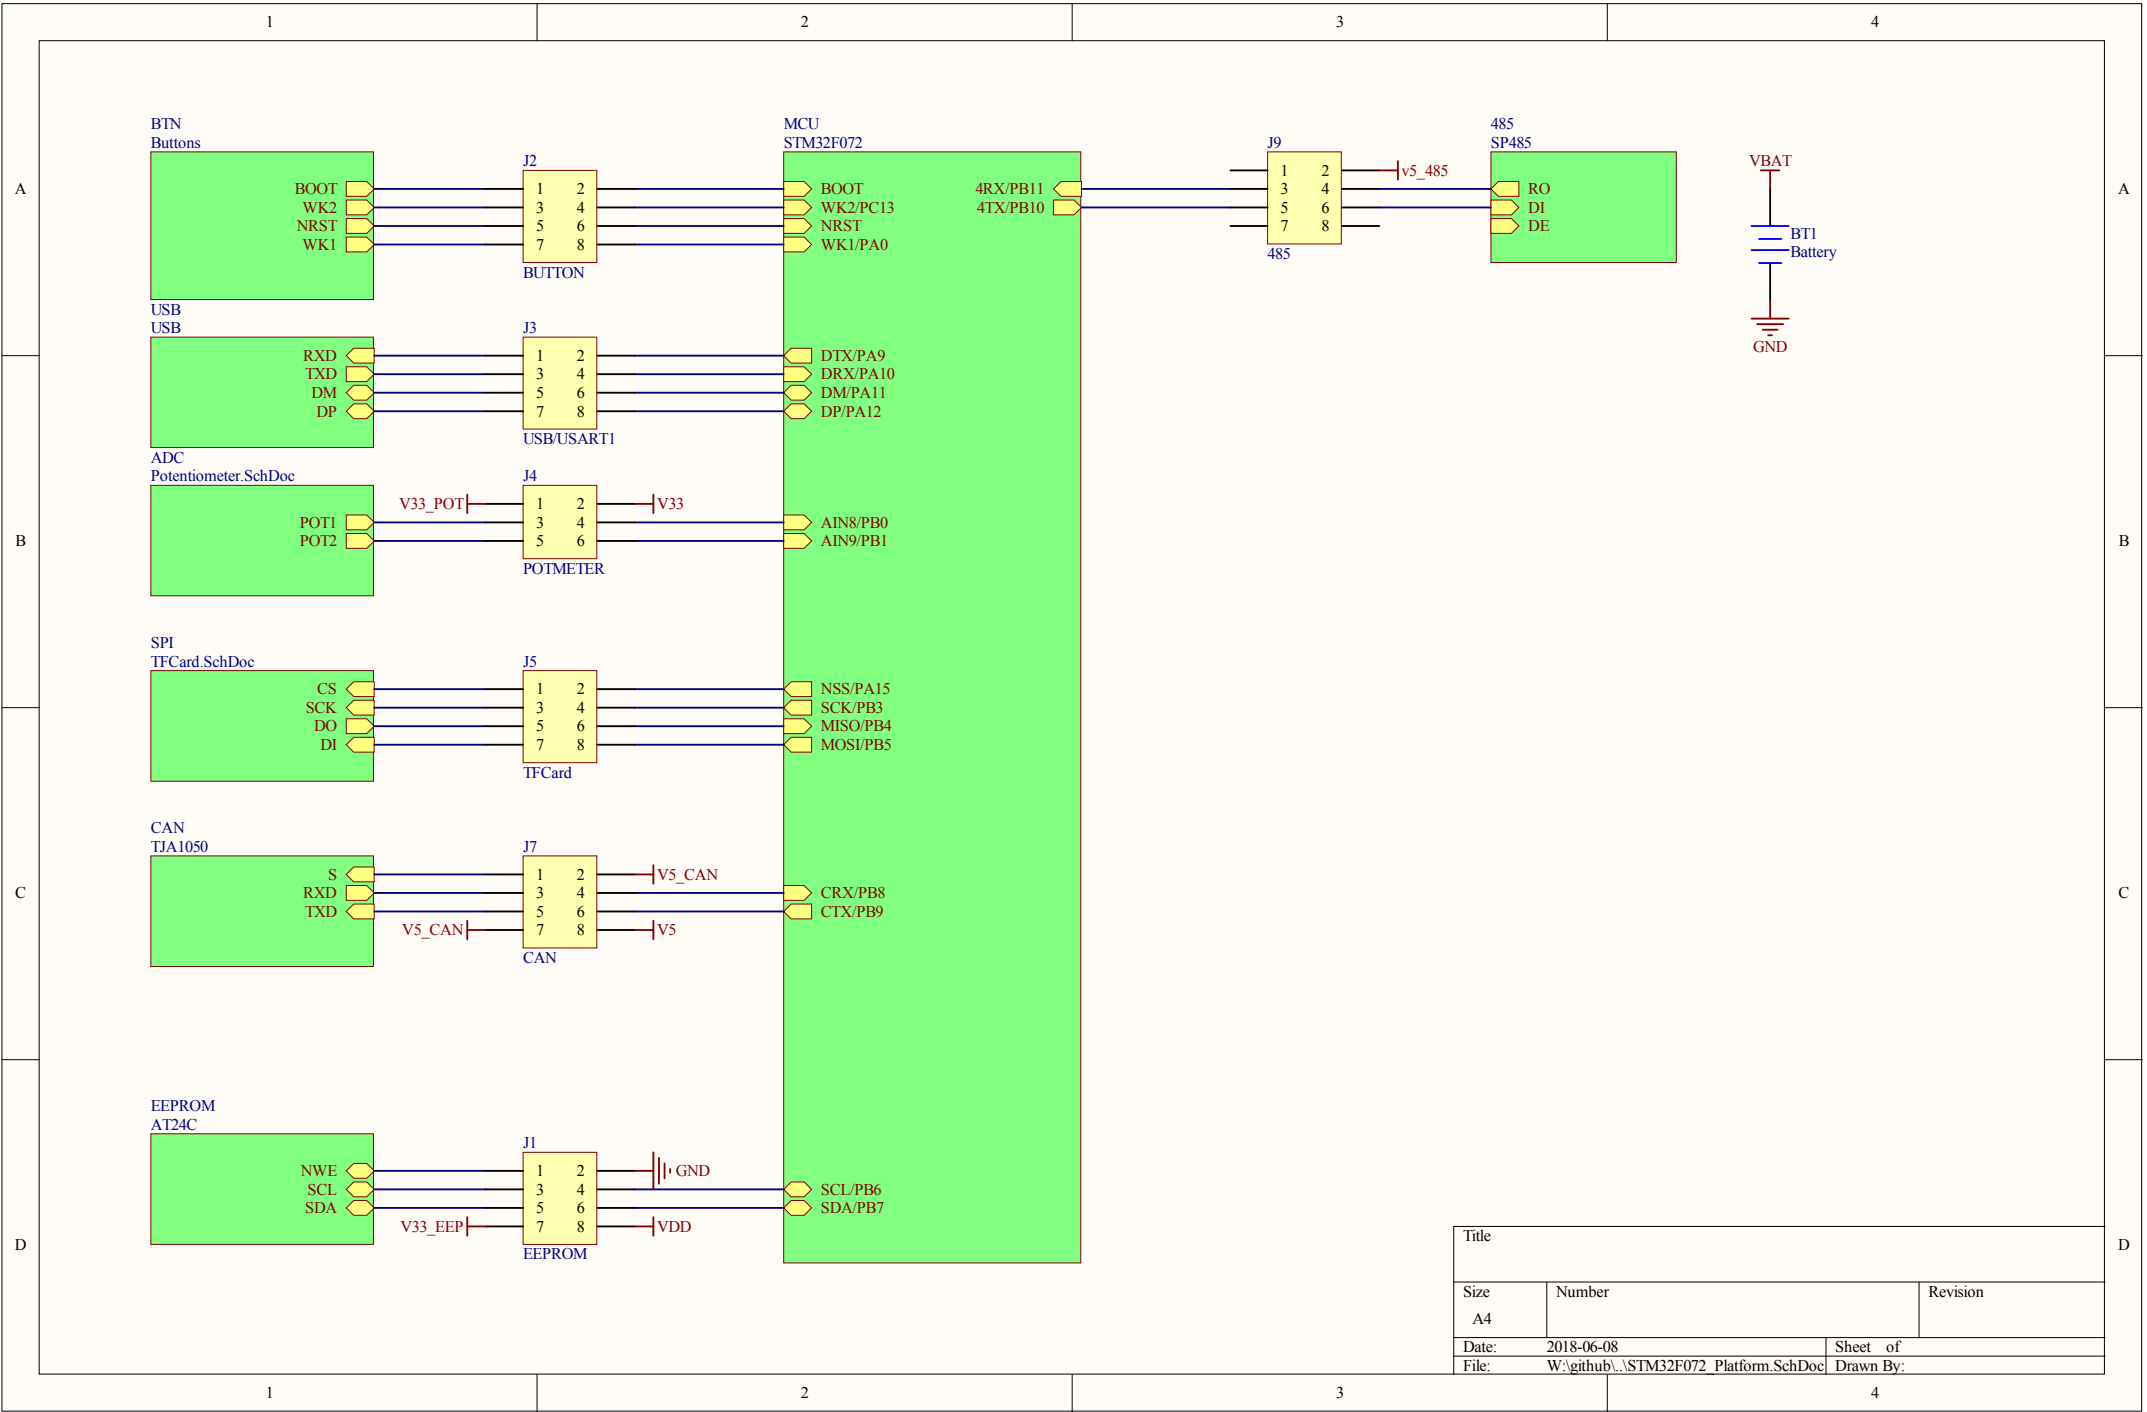 1 2 3 4
A A
B B
C C
D D
BTN
Buttons
BOOT
WK2
NRST
WK1
J2
1 2
3 4
5 6
7 8
BUTTON
USB
USB
RXD
TXD
DM
DP
J3
1 2
3 4
5 6
7 8
USB/USART1
ADC
Potentiometer.SchDoc
POT1
POT2
V33_POT
J4
1 2
3 4
5 6
POTMETER
V33
SPI
TFCard.SchDoc
CS
SCK
DO
DI
J5
1 2
3 4
5 6
7 8
TFCard
CAN
TJA1050
S
RXD
TXD
V5_CAN
J7
1 2
3 4
5 6
7 8
CAN
V5_CAN
V5
EEPROM
AT24C
NWE
SCL
SDA
V33_EEP
J1
1 2
3 4
5 6
7 8
EEPROM
GND
VDD
MCU
STM32F072
BOOT
WK2/PC13
NRST
WK1/PA0
DTX/PA9
DRX/PA10
DM/PA11
DP/PA12
AIN8/PB0
AIN9/PB1
NSS/PA15
SCK/PB3
MISO/PB4
MOSI/PB5
CRX/PB8
CTX/PB9
SCL/PB6
SDA/PB7
4RX/PB11
4TX/PB10
J9
1 2
3 4
5 6
7 8
485
v5_485
485
SP485
RO
DI
DE
VBAT
BT1
Battery
GND
Title
Size Number Revision
A4
Date: 2018-06-08 Sheet of
File: W:\github\..\STM32F072_Platform.SchDoc Drawn By:
1 2 3 4